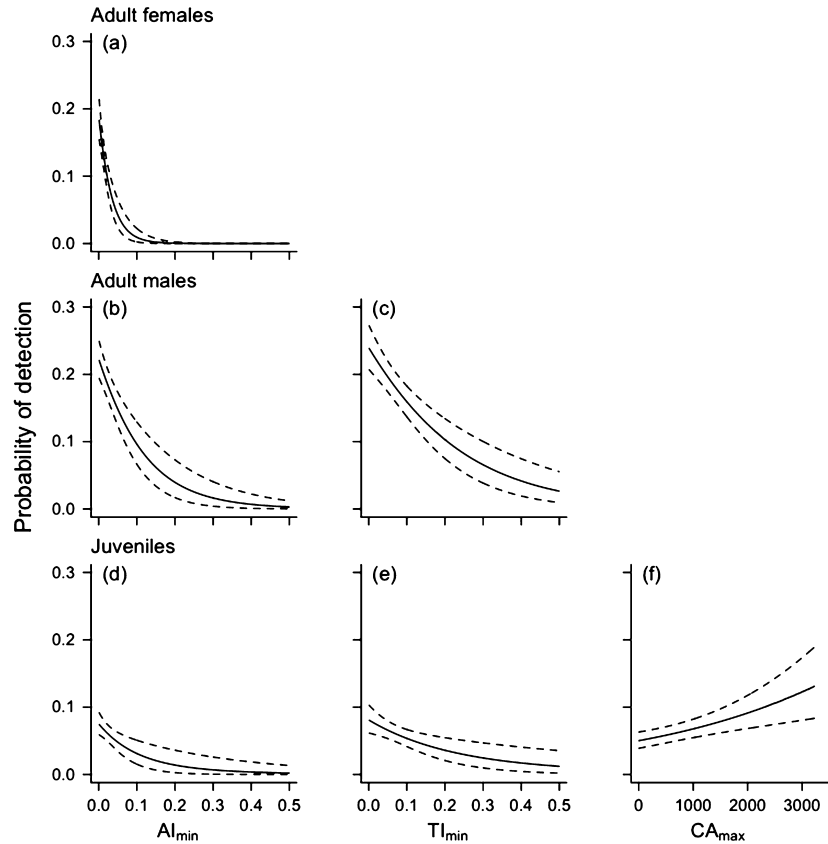 Adult females
(a)
0.3
0.2
0.1
0.0
Adult males
(b)
(c)
0.3
0.2
0.1
0.0
Probability of detection
Juveniles
(d)
(e)
(f)
0.3
0.2
0.1
0.0
0.0 0.1 0.2 0.3 0.4 0.5
0.0 0.1 0.2 0.3 0.4 0.5
0 1000 2000 3000
AImin
TImin
CAmax